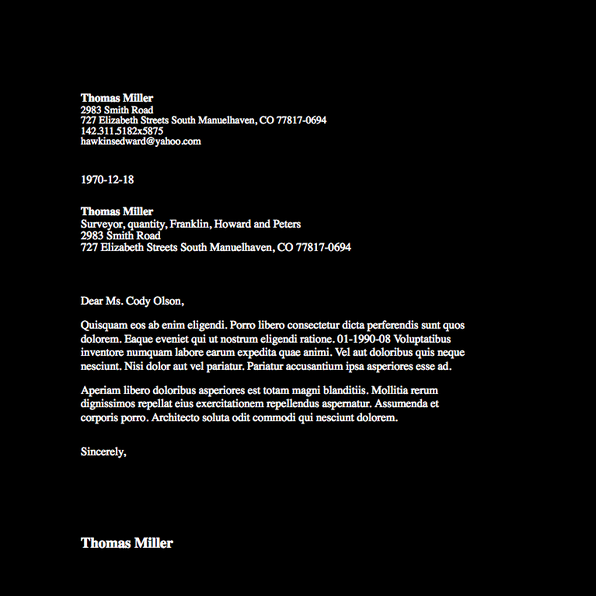 Thomas Miller
2983 Smith Road
727 Elizabeth Streets South Manuelhaven, CO 77817-0694
142.311.5182x5875
hawkinsedward@yahoo.com
1970-12-18
Thomas Miller
Surveyor, quantity, Franklin, Howard and Peters
2983 Smith Road
727 Elizabeth Streets South Manuelhaven, CO 77817-0694
Dear Ms. Cody Olson,
Quisquam eos ab enim eligendi. Porro libero consectetur dicta perferendis sunt quos
dolorem. Eaque eveniet qui ut nostrum eligendi ratione. 01-1990-08 Voluptatibus
inventore numquam labore earum expedita quae animi. Vel aut doloribus quis neque
nesciunt. Nisi dolor aut vel pariatur. Pariatur accusantium ipsa asperiores esse ad.
Aperiam libero doloribus asperiores est totam magni blanditiis. Mollitia rerum
dignissimos repellat eius exercitationem repellendus aspernatur. Assumenda et
corporis porro. Architecto soluta odit commodi qui nesciunt dolorem.
Sincerely,
Thomas Miller